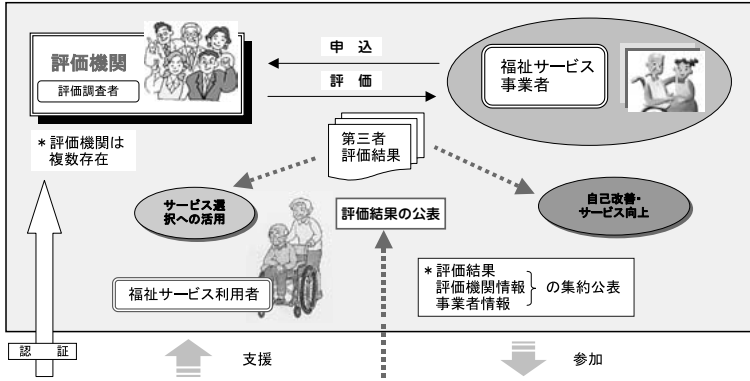 評価機関
評価調査者
＊評価機関は
複数存在
申 込
評 価
福祉サービス
事業者
第三者
評価結果
サービス選
択への活用
評価結果の公表
自己改善・
サービス向上
福祉サービス利用者
＊評価結果
評価機関情報
事業者情報
の集約公表
認 証
支援
参加